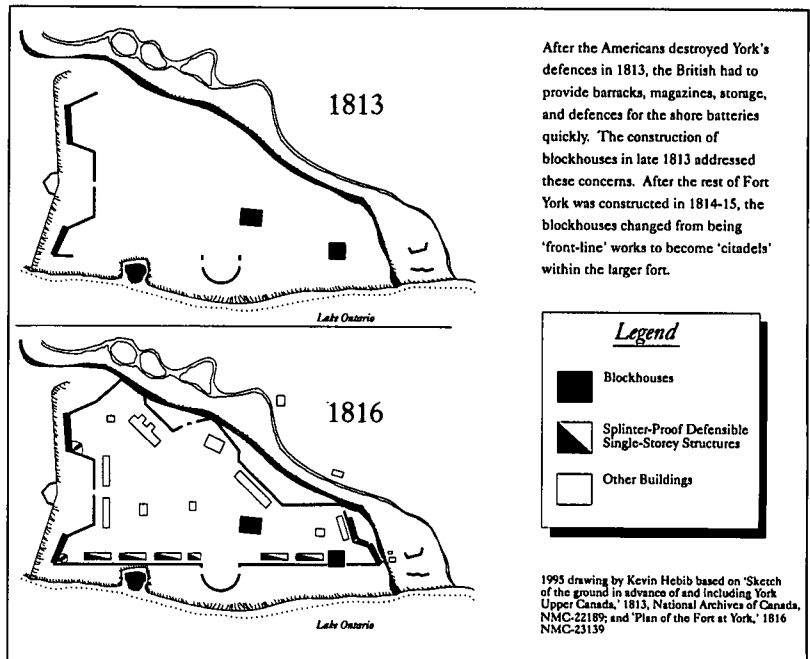 1813
Lake Ontario
1816
Lake Ontario
After the Americans destroyed York's
defences in 1813, the British had to
provide barracks, magazines, storage,
and defences for the shore batteries
quickly. The construction of
blockhouses in late 1813 addressed
these concerns. After the rest of Fort
York was constructed in 1814-15, the
blockhouses changed from being
'front-line' works to become 'citadels'
within the larger fort.
Legend
Blockhouses
Splinter-Proof Defensible
Single-Storey Structures
Other Buildings
1995 drawing by Kevin Hebib based on 'Sketch
of the ground in advance of and including York
Upper Canada,' 1813, National Archives of Canada,
NMC-22189; and 'Plan of the Fort at York,' 1816
NMC-23139